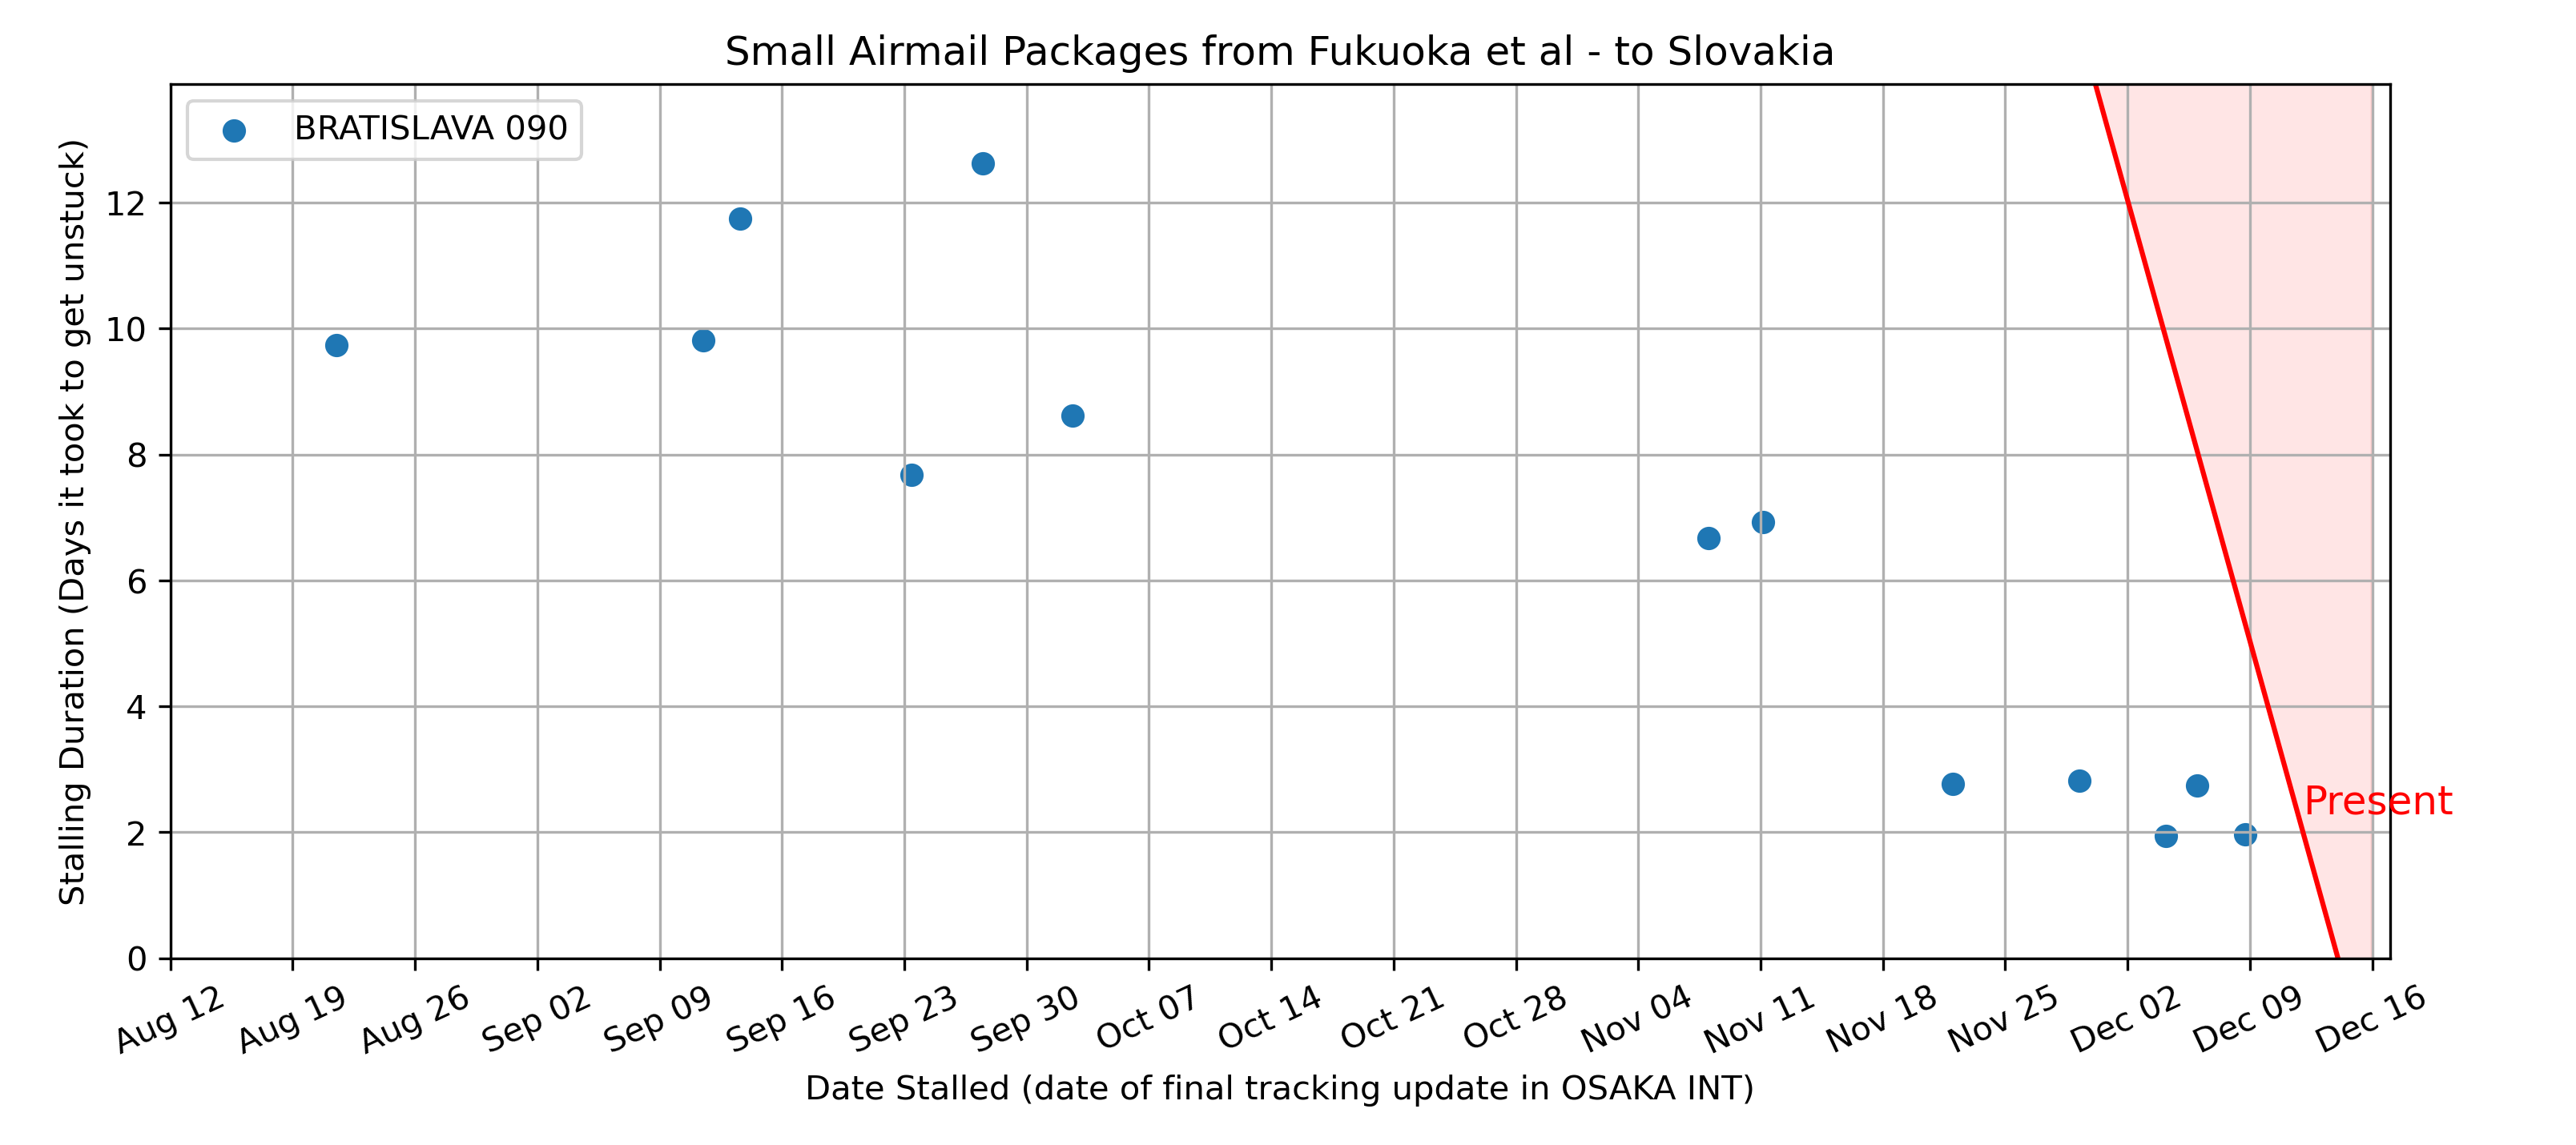 Small Airmail Packages from Fukuoka et al - to Slovakia
BRATISLAVA 090
Stalling Duration (Days it took to get unstuck)
12
10
8
6
4
2
0
Present
Aug 12
Aug 19
Aug 26
Sep 02
Sep 09
Sep 16
Sep 23
Sep 30
Oct 07
Oct 14
Oct 21
Oct 28
Nov 04
Nov 11
Nov 18
Nov 25
Dec 02
Dec 09
Dec 16
Date Stalled (date of final tracking update in OSAKA INT)